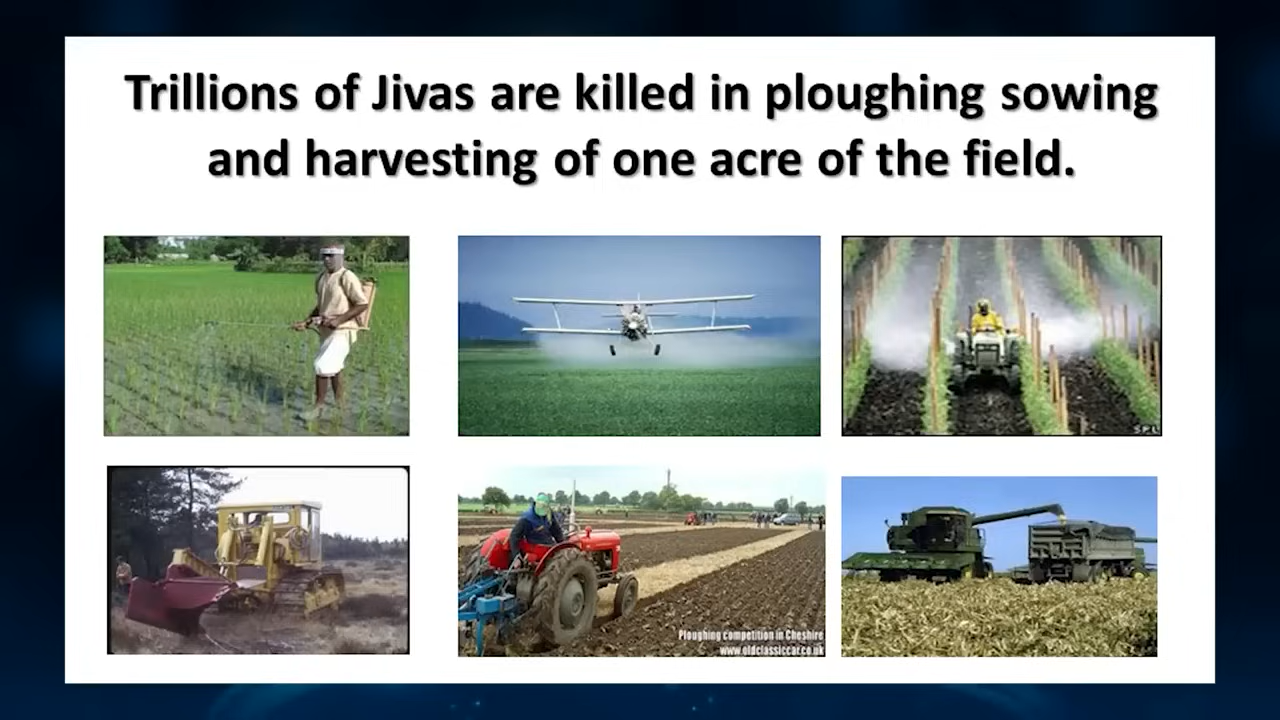 Trillions of Jivas are killed in ploughing sowing
and harvesting of one acre of the field.
SPL
Ploughing competition in Cheshire
www.oldclassiccar.co.uk